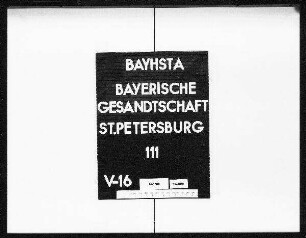 BAYHSTA
BAYERISCHE
GESANDTSCHAFT
ST.PETERSBURG
111
V-16